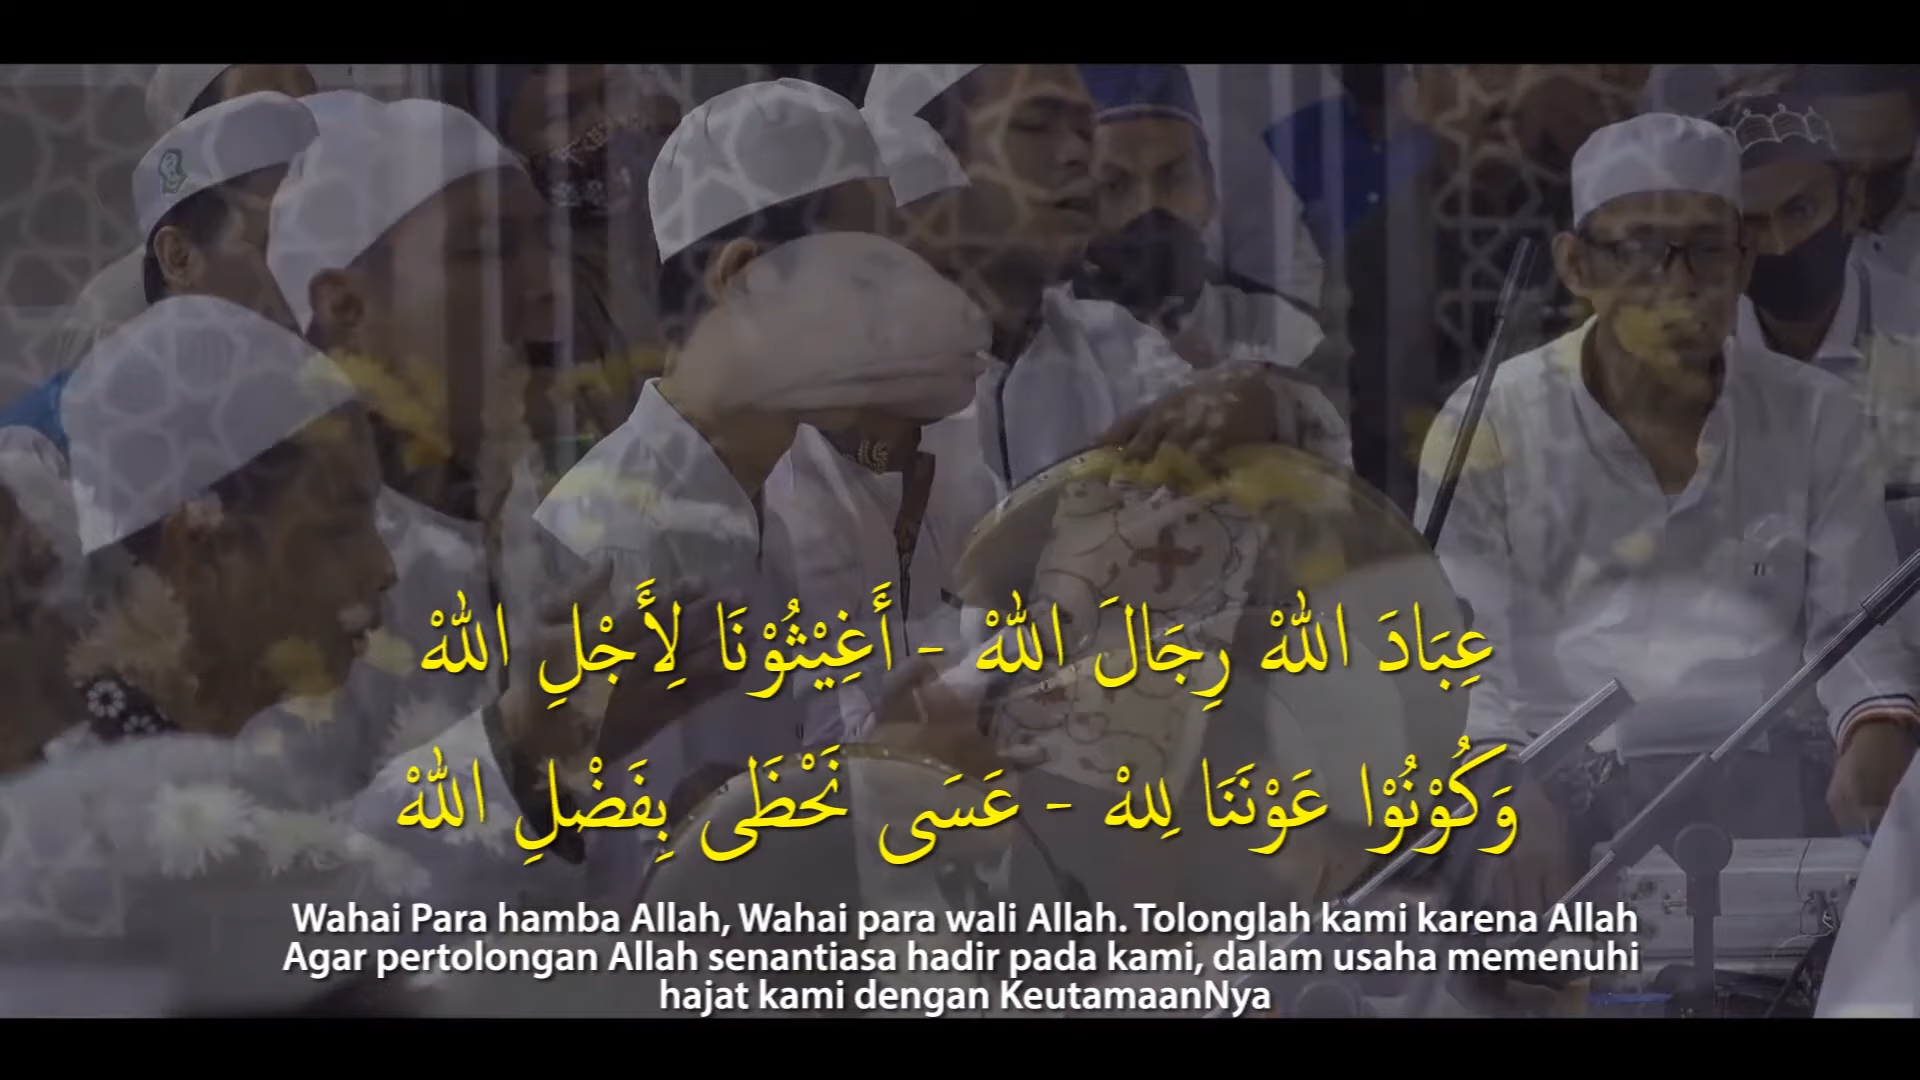 عِبَادَ اللهْ رِجَالَ اللهْ - أَغِيْثُوْنَا لِأَجْلِ اللهْ
وَكُوْنُوْا عَوْنَنَا لِلهْ - عَسَى نَحْظَى بِفَضْلِ اللهْ
Wahai Para hamba Allah, Wahai para wali Allah. Tolonglah kami karena Allah
Agar pertolongan Allah senantiasa hadir pada kami, dalam usaha memenuhi
hajat kami dengan KeutamaanNya